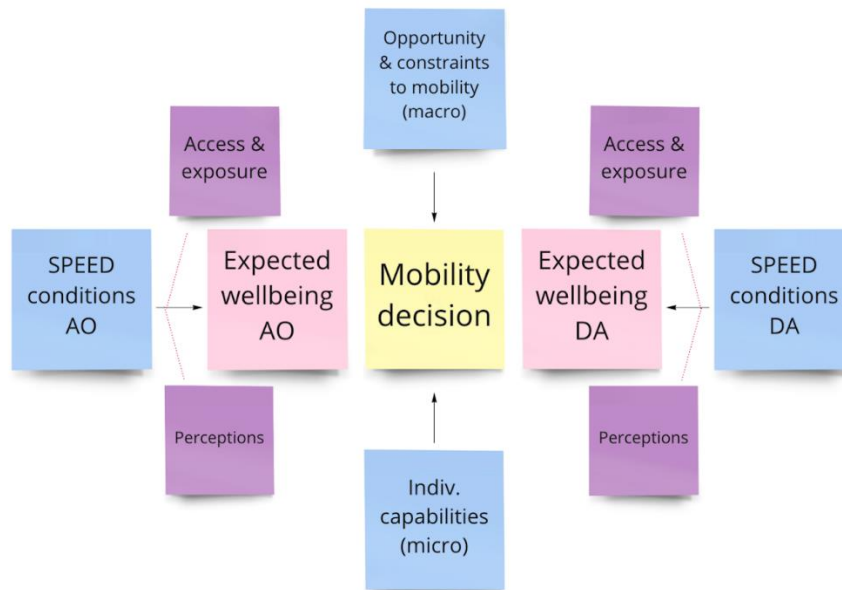 Opportunity
& constraints
to mobility
(macro)
Access &
exposure
Access &
exposure
SPEED
conditions
AO
Expected
wellbeing
AO
Mobility
decision
Expected
wellbeing
DA
SPEED
conditions
DA
Perceptions
Perceptions
Indiv.
capabilities
(micro)